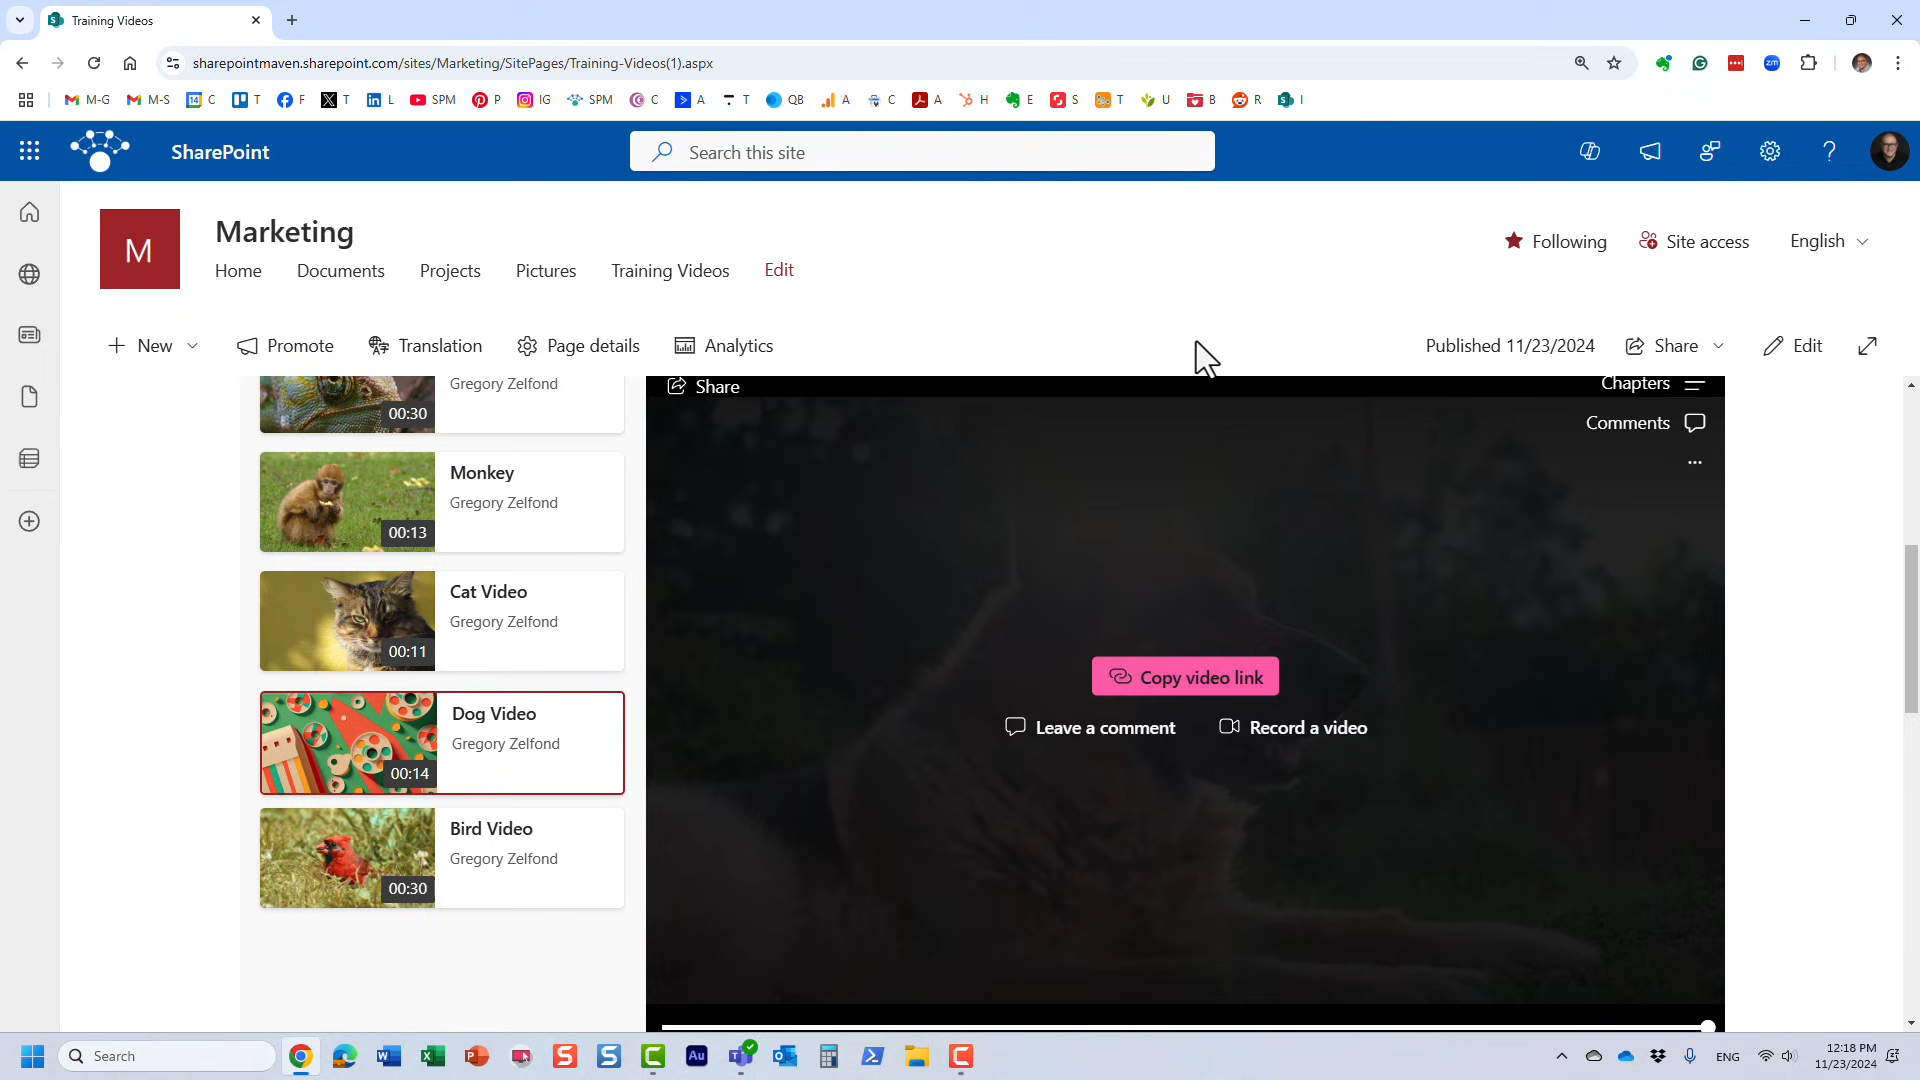 Training Videos
sharepointmaven.sharepoint.com/sites/Marketing/SitePages/Training-Videos(1).aspx
M-G M-S C T F T L SPM P IG SPM C A T QB A C A H E S T U B R I
SharePoint
Search this site
M
Marketing
Following
Site access
English
Home Documents Projects Pictures Training Videos Edit
New Promote Translation Page details Analytics
Published 11/23/2024 Share Edit
Gregory Zelfond
00:30
Share
Chapters
Comments
Monkey
Gregory Zelfond
00:13
Cat Video
Gregory Zelfond
00:11
Copy video link
Leave a comment Record a video
Dog Video
Gregory Zelfond
00:14
Bird Video
Gregory Zelfond
00:30
Search
ENG
12:18 PM
11/23/2024